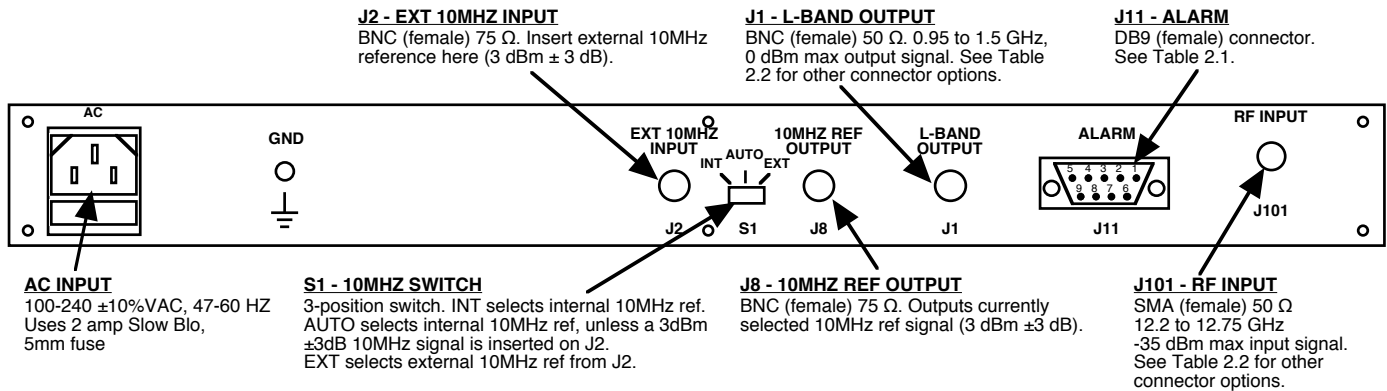 J2 - EXT 10MHZ INPUT
BNC (female) 75 Ω. Insert external 10MHz
reference here (3 dBm ± 3 dB).
J1 - L-BAND OUTPUT
BNC (female) 50 Ω. 0.95 to 1.5 GHz,
0 dBm max output signal. See Table
2.2 for other connector options.
J11 - ALARM
DB9 (female) connector.
See Table 2.1.
AC
GND
EXT 10MHZ
INPUT
INT
AUTO
EXT
10MHZ REF
OUTPUT
L-BAND
OUTPUT
ALARM
RF INPUT
5 4 3 2 1
9 8 7 6
J2
S1
J8
J1
J11
J101
AC INPUT
100-240 ±10%VAC, 47-60 HZ
Uses 2 amp Slow Blo,
5mm fuse
S1 - 10MHZ SWITCH
3-position switch. INT selects internal 10MHz ref.
AUTO selects internal 10MHz ref, unless a 3dBm
±3dB 10MHz signal is inserted on J2.
EXT selects external 10MHz ref from J2.
J8 - 10MHZ REF OUTPUT
BNC (female) 75 Ω. Outputs currently
selected 10MHz ref signal (3 dBm ±3 dB).
J101 - RF INPUT
SMA (female) 50 Ω
12.2 to 12.75 GHz
-35 dBm max input signal.
See Table 2.2 for other
connector options.